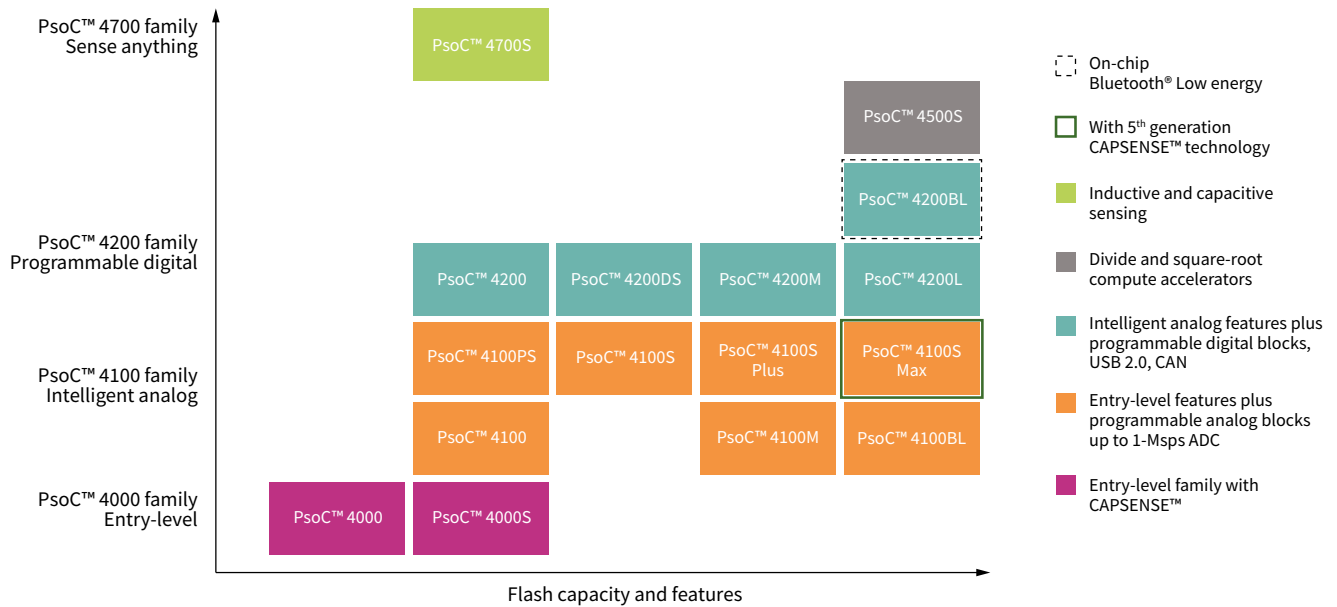 PsoC™ 4700 family
Sense anything
PsoC™ 4200 family
Programmable digital
PsoC™ 4100 family
Intelligent analog
PsoC™ 4000 family
Entry-level
PsoC™ 4700S
PsoC™ 4500S
PsoC™ 4200BL
PsoC™ 4200
PsoC™ 4200DS
PsoC™ 4200M
PsoC™ 4200L
PsoC™ 4100PS
PsoC™ 4100S
PsoC™ 4100S
Plus
PsoC™ 4100S
Max
PsoC™ 4100
PsoC™ 4100M
PsoC™ 4100BL
PsoC™ 4000
PsoC™ 4000S
Flash capacity and features
On-chip
Bluetooth® Low energy
With 5th generation
CAPSENSE™ technology
Inductive and capacitive
sensing
Divide and square-root
compute accelerators
Intelligent analog features plus
programmable digital blocks,
USB 2.0, CAN
Entry-level features plus
programmable analog blocks
up to 1-Msps ADC
Entry-level family with
CAPSENSE™